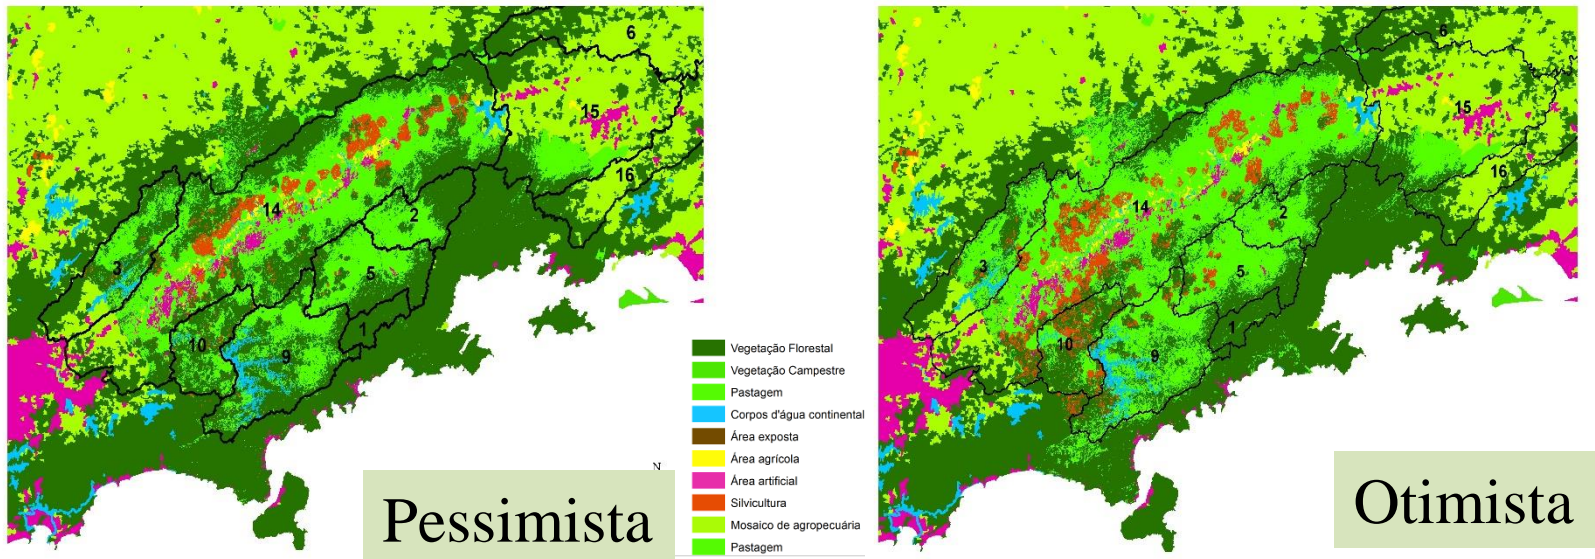 6
15
16
14
2
3
5
1
10
9
N
Pessimista
Vegetação Florestal
Vegetação Campestre
Pastagem
Corpos d'água continental
Área exposta
Área agrícola
Área artificial
Silvicultura
Mosaico de agropecuária
Pastagem
6
15
16
14
2
3
5
1
10
9
Otimista